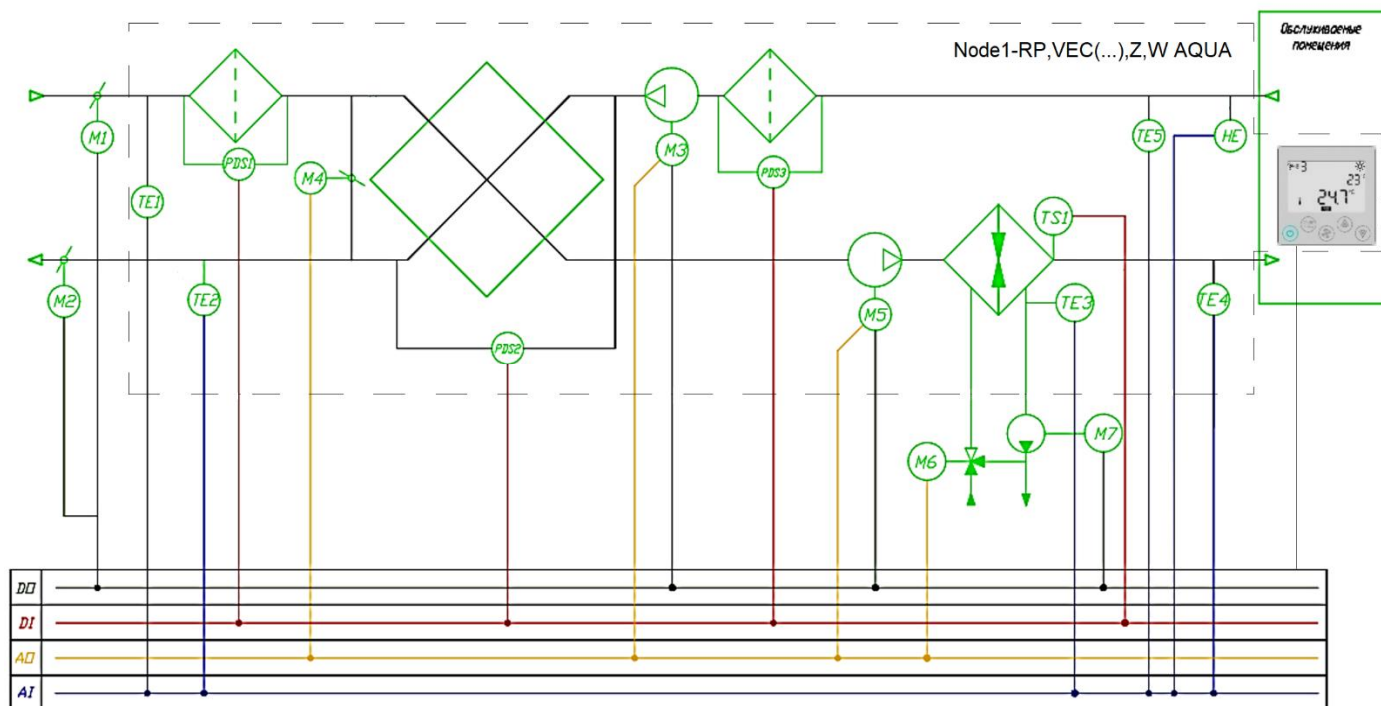 Обслуживаемые
помещения
Node1-RP,VEC(...),Z,W AQUA
M1
PDS1
M4
M3
PDS3
TE5
HE
TE1
3
23°
24.7°C
TS1
M2
TE2
PDS2
M5
TE3
TE4
M6
M7
DO
DI
AO
AI